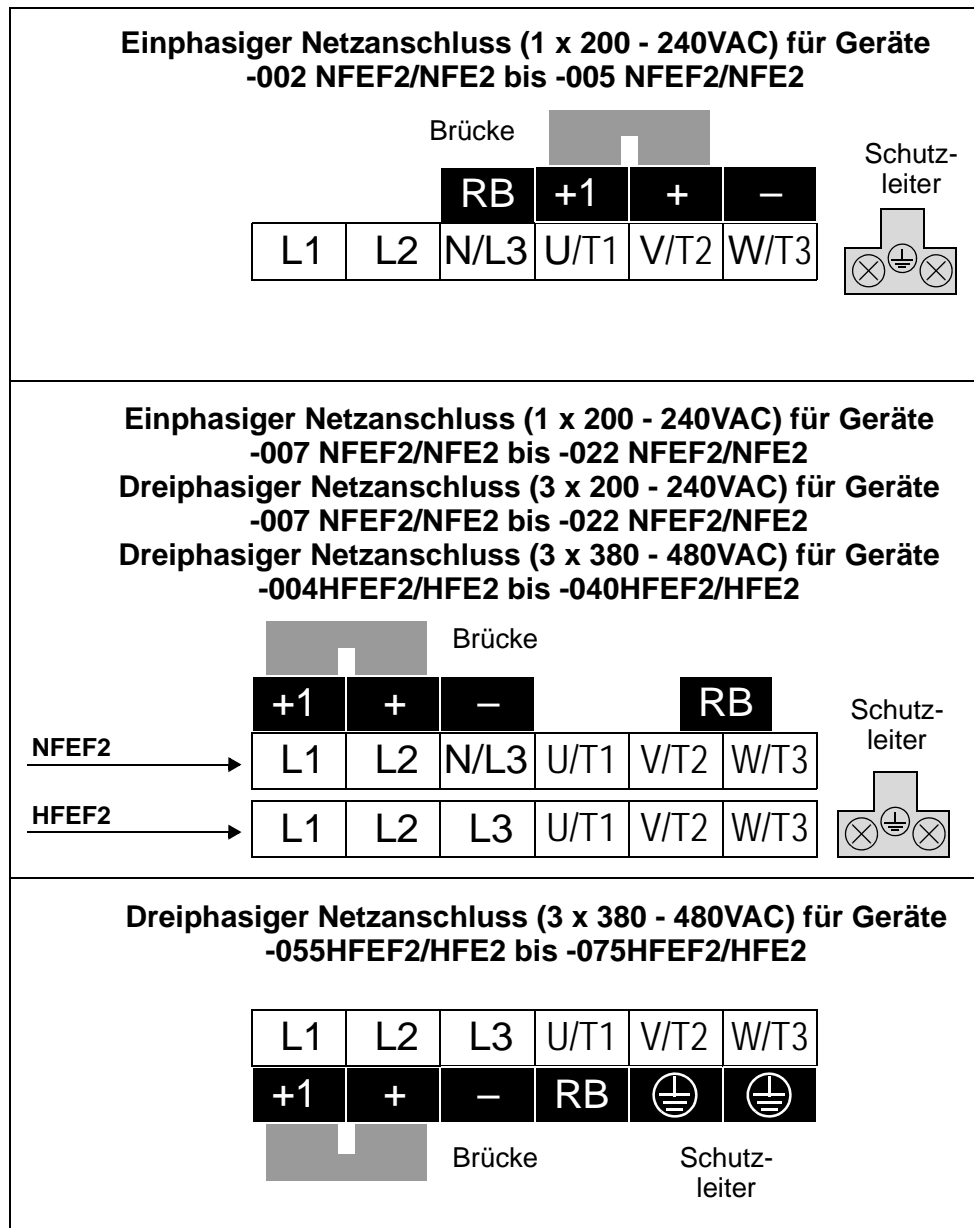 Einphasiger Netzanschluss (1 x 200 - 240VAC) für Geräte
-002 NFEF2/NFE2 bis -005 NFEF2/NFE2
Brücke
Schutz-
leiter
RB +1 + –
L1 L2 N/L3 U/T1 V/T2 W/T3
Einphasiger Netzanschluss (1 x 200 - 240VAC) für Geräte
-007 NFEF2/NFE2 bis -022 NFEF2/NFE2
Dreiphasiger Netzanschluss (3 x 200 - 240VAC) für Geräte
-007 NFEF2/NFE2 bis -022 NFEF2/NFE2
Dreiphasiger Netzanschluss (3 x 380 - 480VAC) für Geräte
-004HFEF2/HFE2 bis -040HFEF2/HFE2
Brücke
+1 + – RB
Schutz-
leiter
NFEF2
L1 L2 N/L3 U/T1 V/T2 W/T3
HFEF2
L1 L2 L3 U/T1 V/T2 W/T3
Dreiphasiger Netzanschluss (3 x 380 - 480VAC) für Geräte
-055HFEF2/HFE2 bis -075HFEF2/HFE2
L1 L2 L3 U/T1 V/T2 W/T3
+1 + – RB
Brücke
Schutz-
leiter